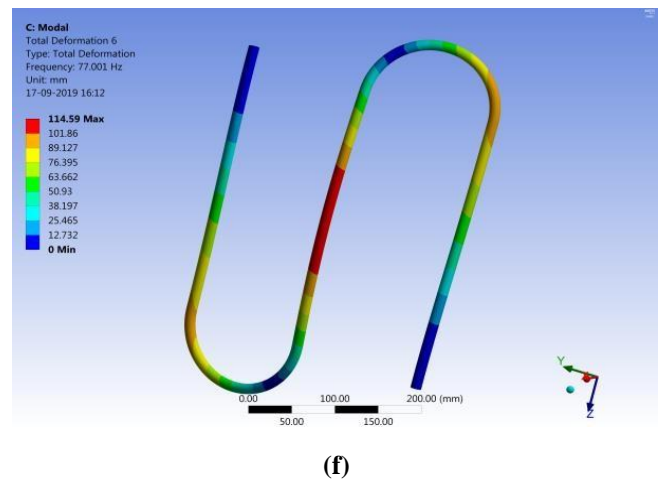 C: Modal
Total Deformation 6
Type: Total Deformation
Frequency: 77.001 Hz
Unit: mm
17-09-2019 16:12
114.59 Max
101.86
89.127
76.395
63.662
50.93
38.197
25.465
12.732
0 Min
0.00 100.00 200.00 (mm)
50.00 150.00
Y
Z
(f)